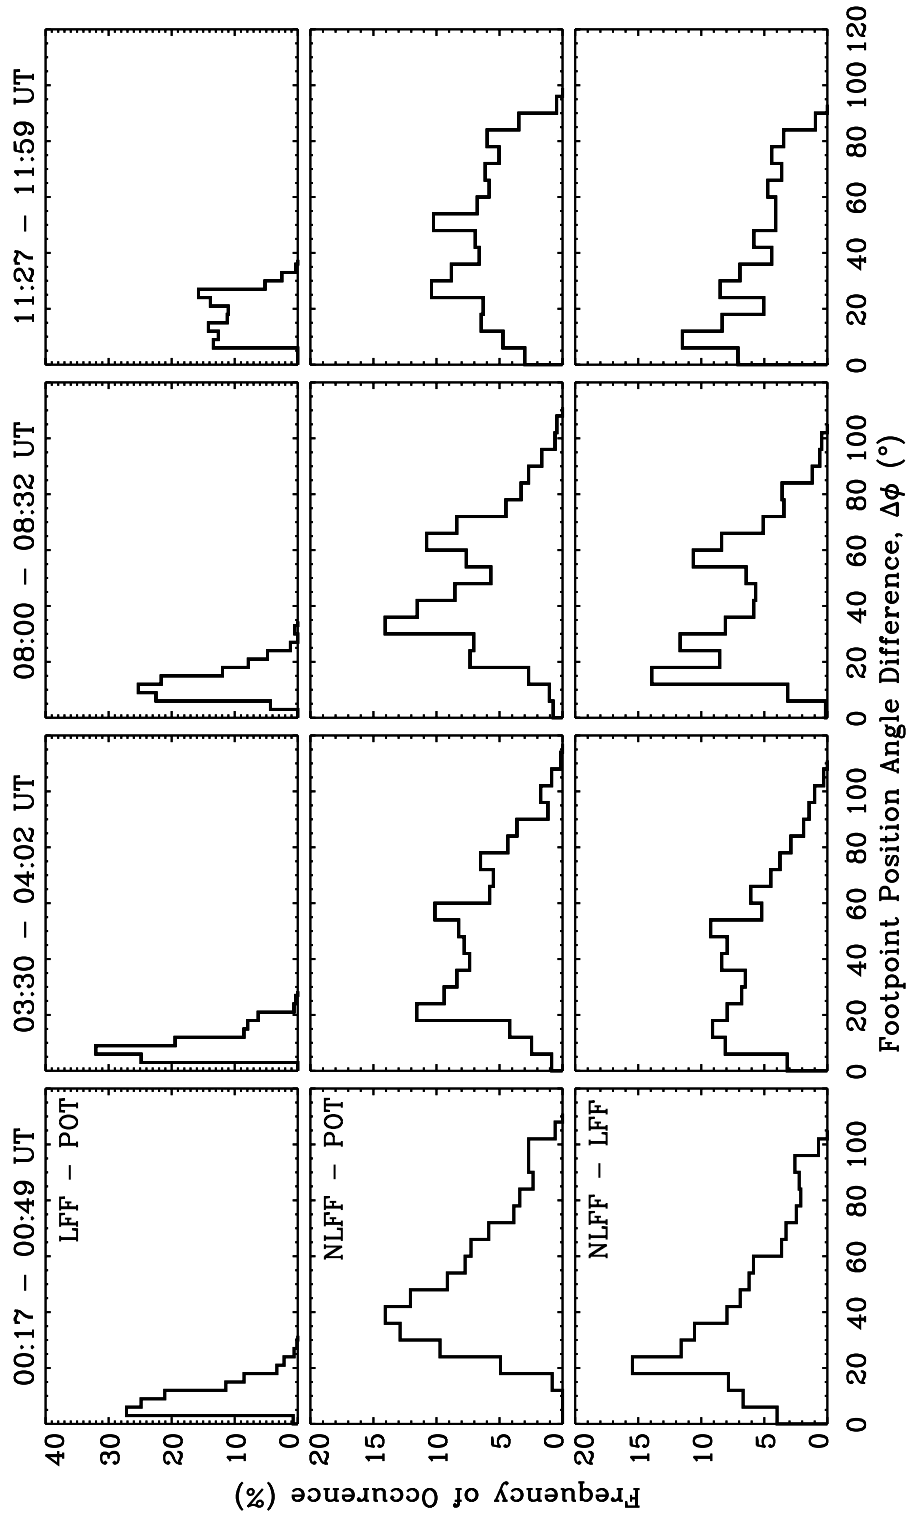 00:17 – 00:49 UT
03:30 – 04:02 UT
08:00 – 08:32 UT
11:27 – 11:59 UT
LFF – POT
40
30
20
10
0
NLFF – POT
20
15
10
5
0
NLFF – LFF
20
15
10
5
0
0 20 40 60 80 100
0 20 40 60 80 100
0 20 40 60 80 100
0 20 40 60 80 100 120
Footpoint Position Angle Difference, Δϕ (°)
Frequency of Occurence (%)